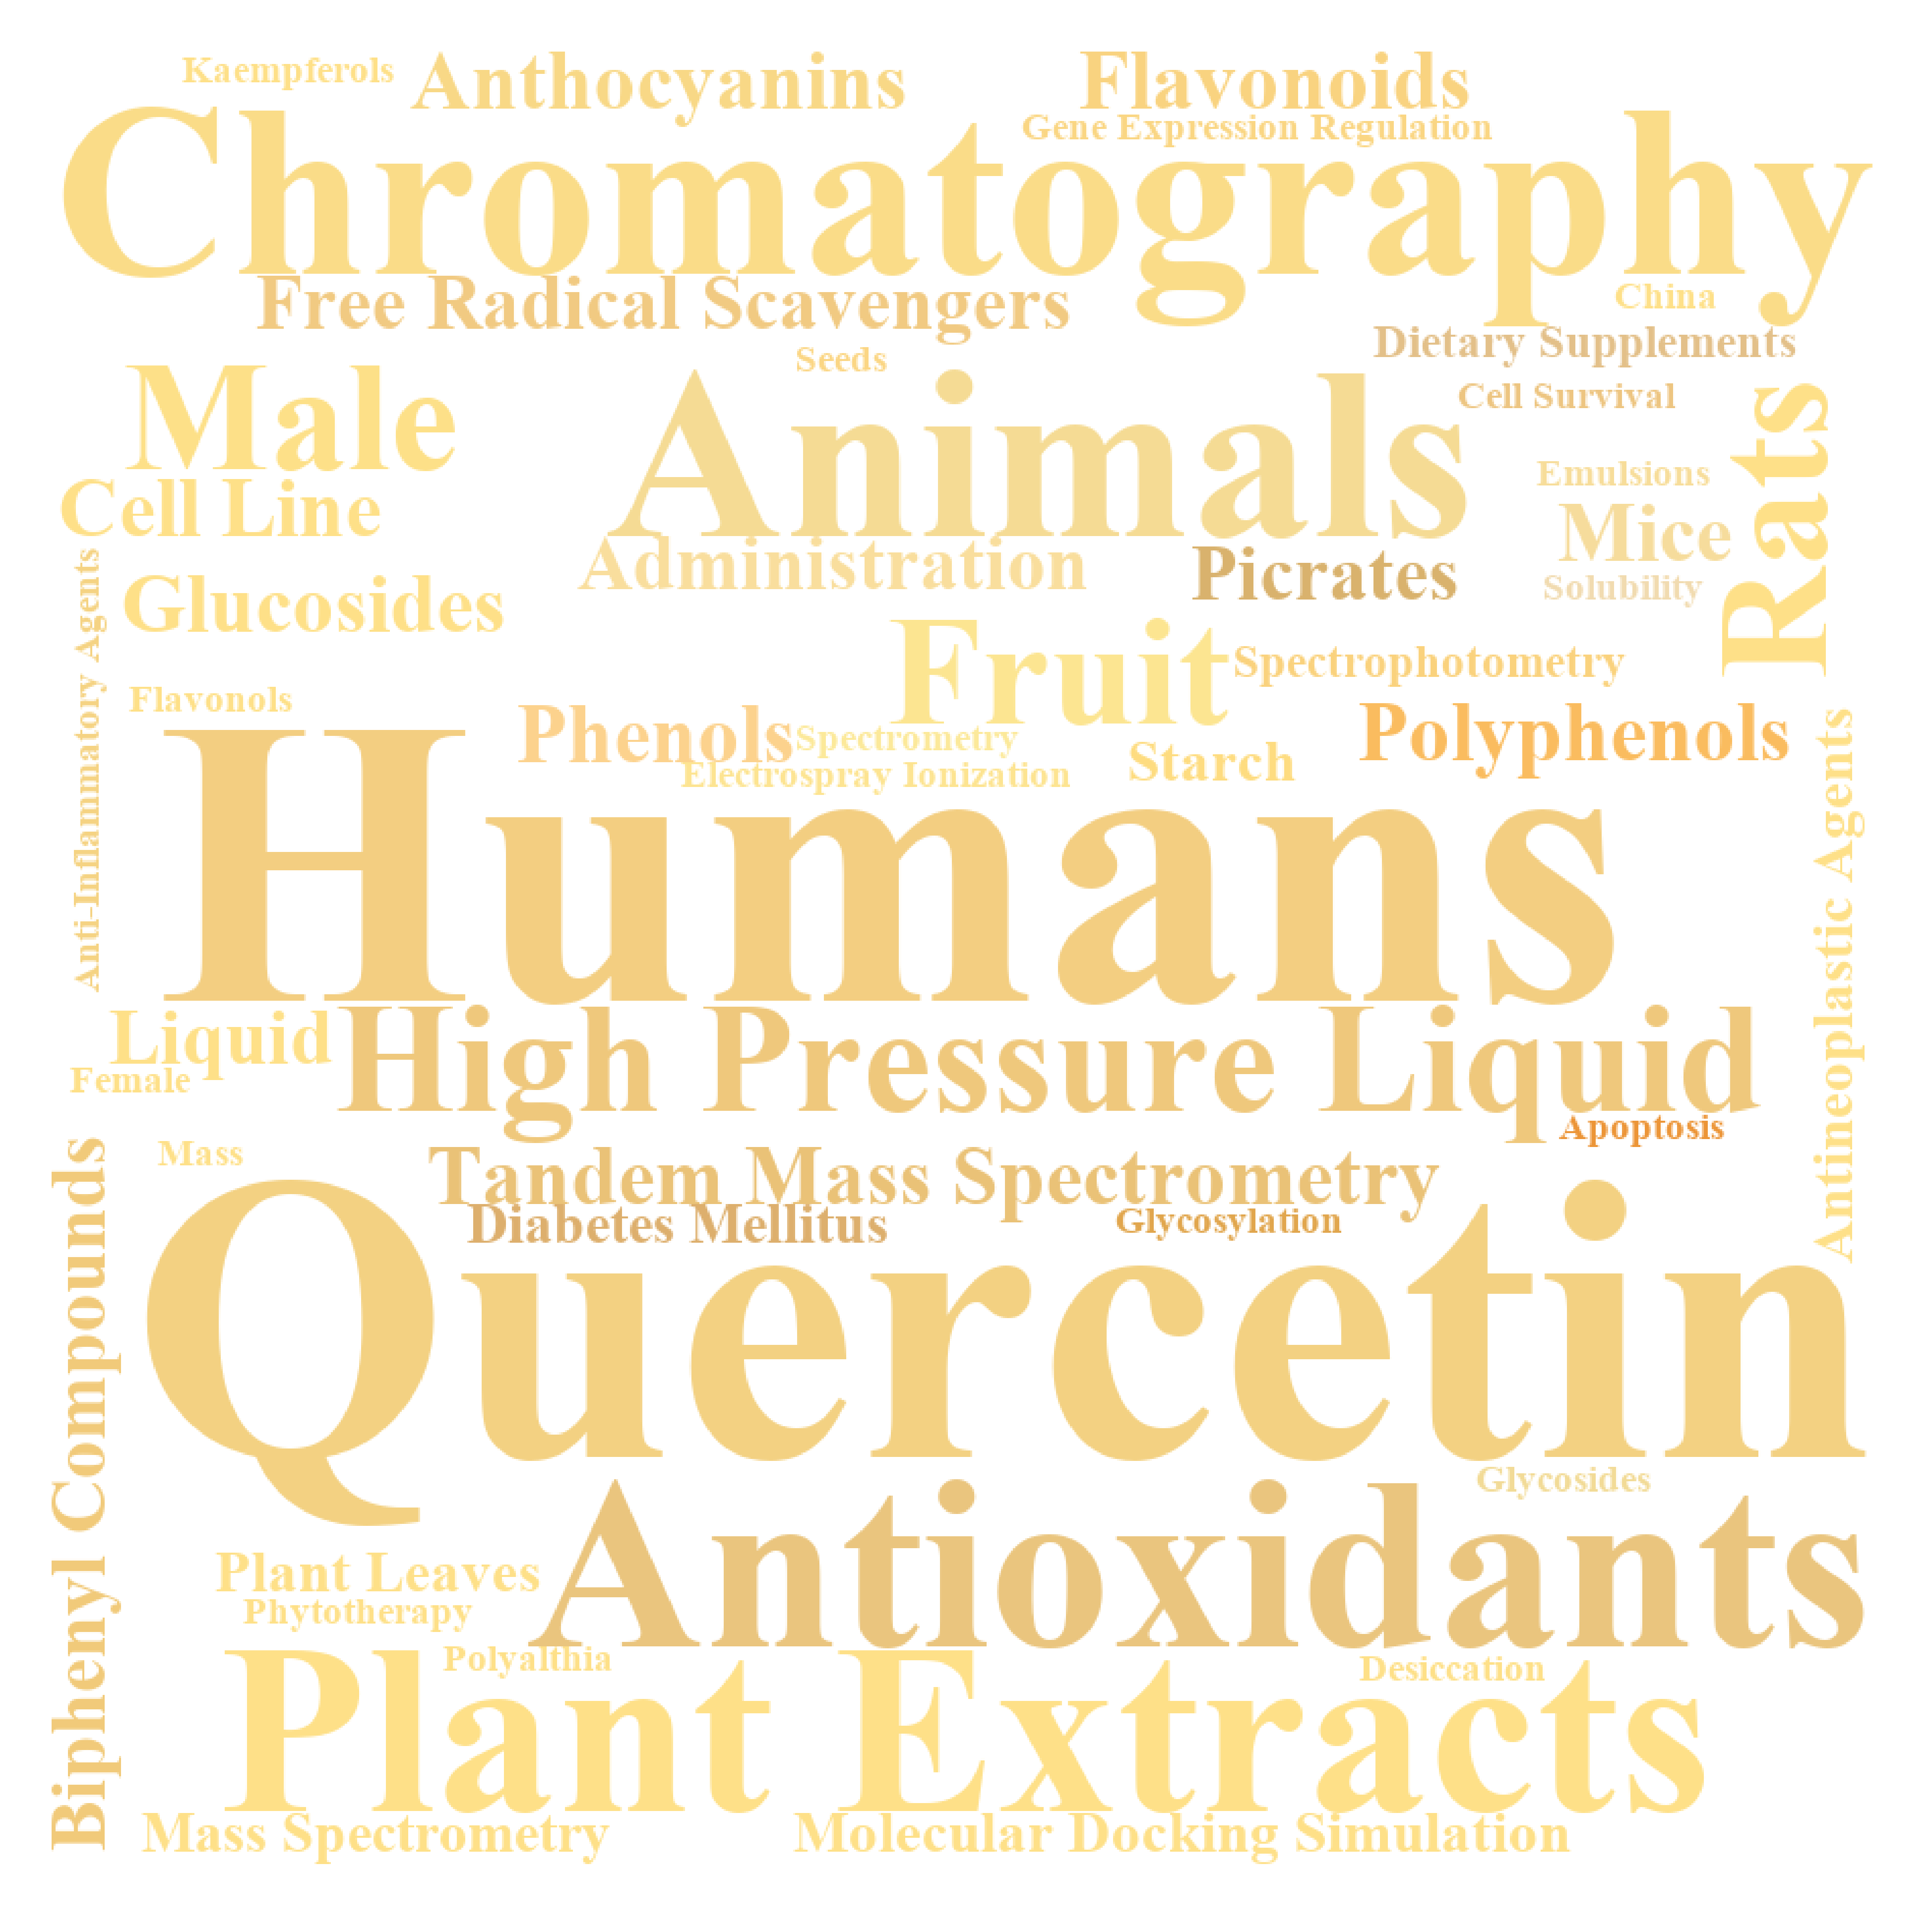 Kaempferols
Anthocyanins
Flavonoids
Gene Expression Regulation
Chromatography
Free Radical Scavengers
China
Dietary Supplements
Seeds
Male
Animals
Cell Survival
Rats
Cell Line
Emulsions
Mice
Administration
Picrates
Solubility
Anti-Inflammatory Agents
Glucosides
Fruit
Spectrophotometry
Flavonols
Phenols
Spectrometry
Starch
Polyphenols
Electrospray Ionization
Antineoplastic Agents
Humans
Liquid
High Pressure Liquid
Female
Apoptosis
Mass
Tandem Mass Spectrometry
Diabetes Mellitus
Glycosylation
Biphenyl Compounds
Quercetin
Glycosides
Antioxidants
Plant Leaves
Phytotherapy
Polyalthia
Desiccation
Plant Extracts
Mass Spectrometry
Molecular Docking Simulation